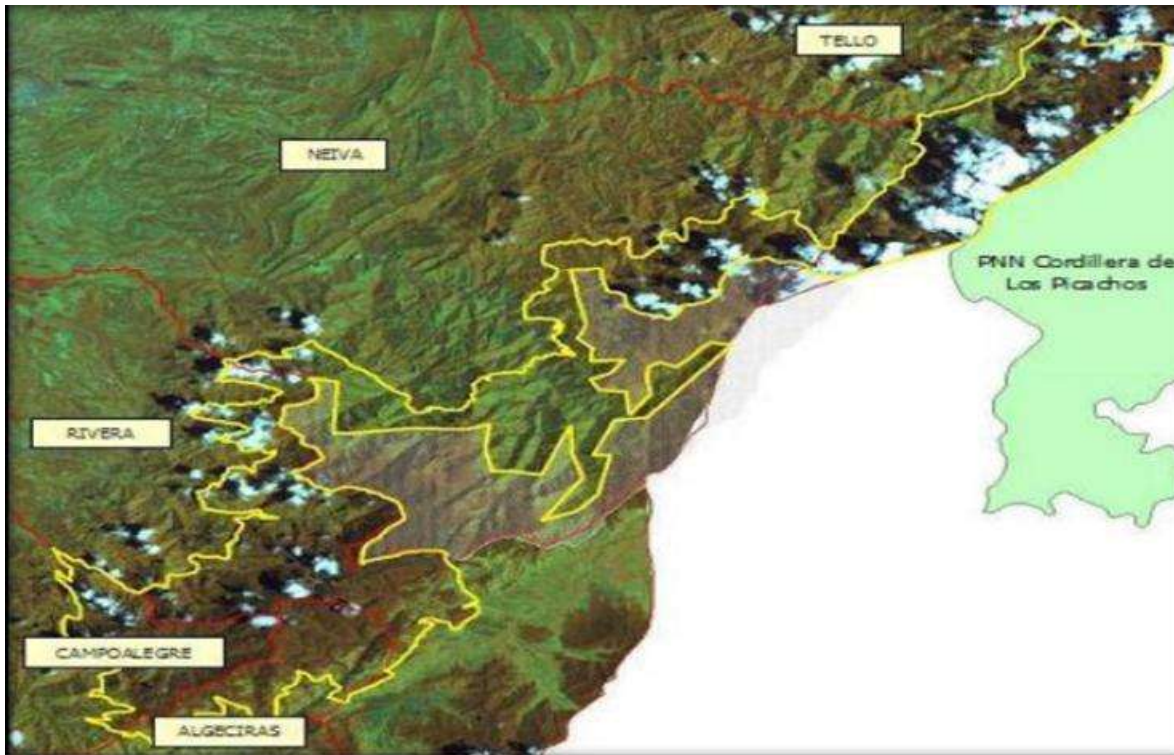 TELLO
NEIVA
PNN Cordillera de
Los Picachos
RIVERA
CAMPOALEGRE
ALGECIRAS